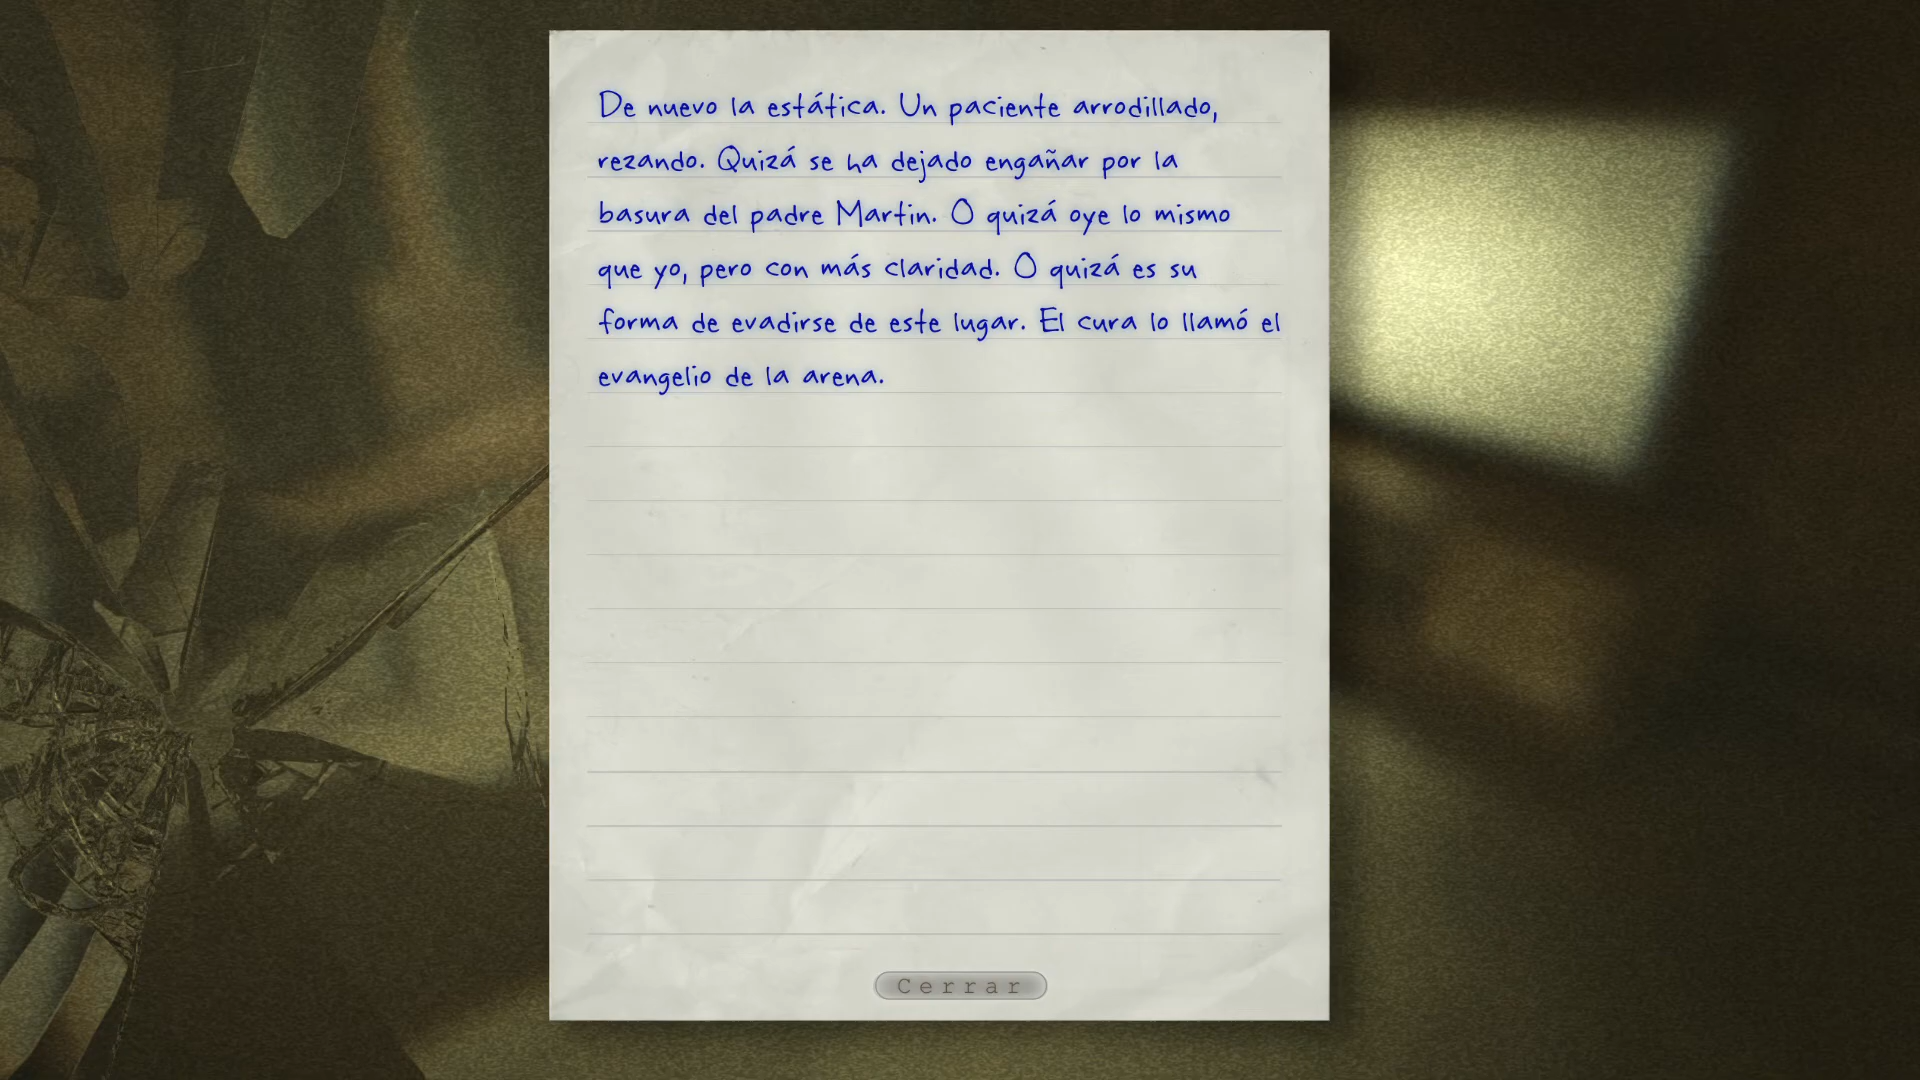 De nuevo la estática. Un paciente arrodillado,
rezando. Quizá se ha dejado engañar por la
basura del padre Martin. O quizá oye lo mismo
que yo, pero con más claridad. O quizá es su
forma de evadirse de este lugar. El cura lo llamó el
evangelio de la arena.
Cerrar